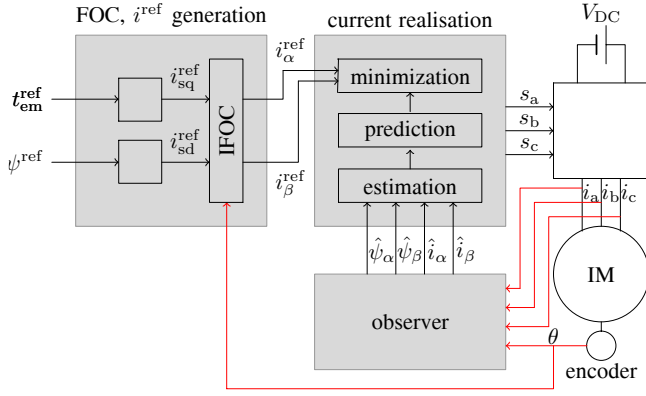 FOC, i^ref generation
current realisation
V_DC
i_α^ref
i_sq^ref
minimization
t_em^ref
s_a
IFOC
prediction
s_b
i_sd^ref
s_c
ψ^ref
i_β^ref
estimation
i_a i_b i_c
ψ̂_α ψ̂_β î_α î_β
IM
observer
θ
encoder